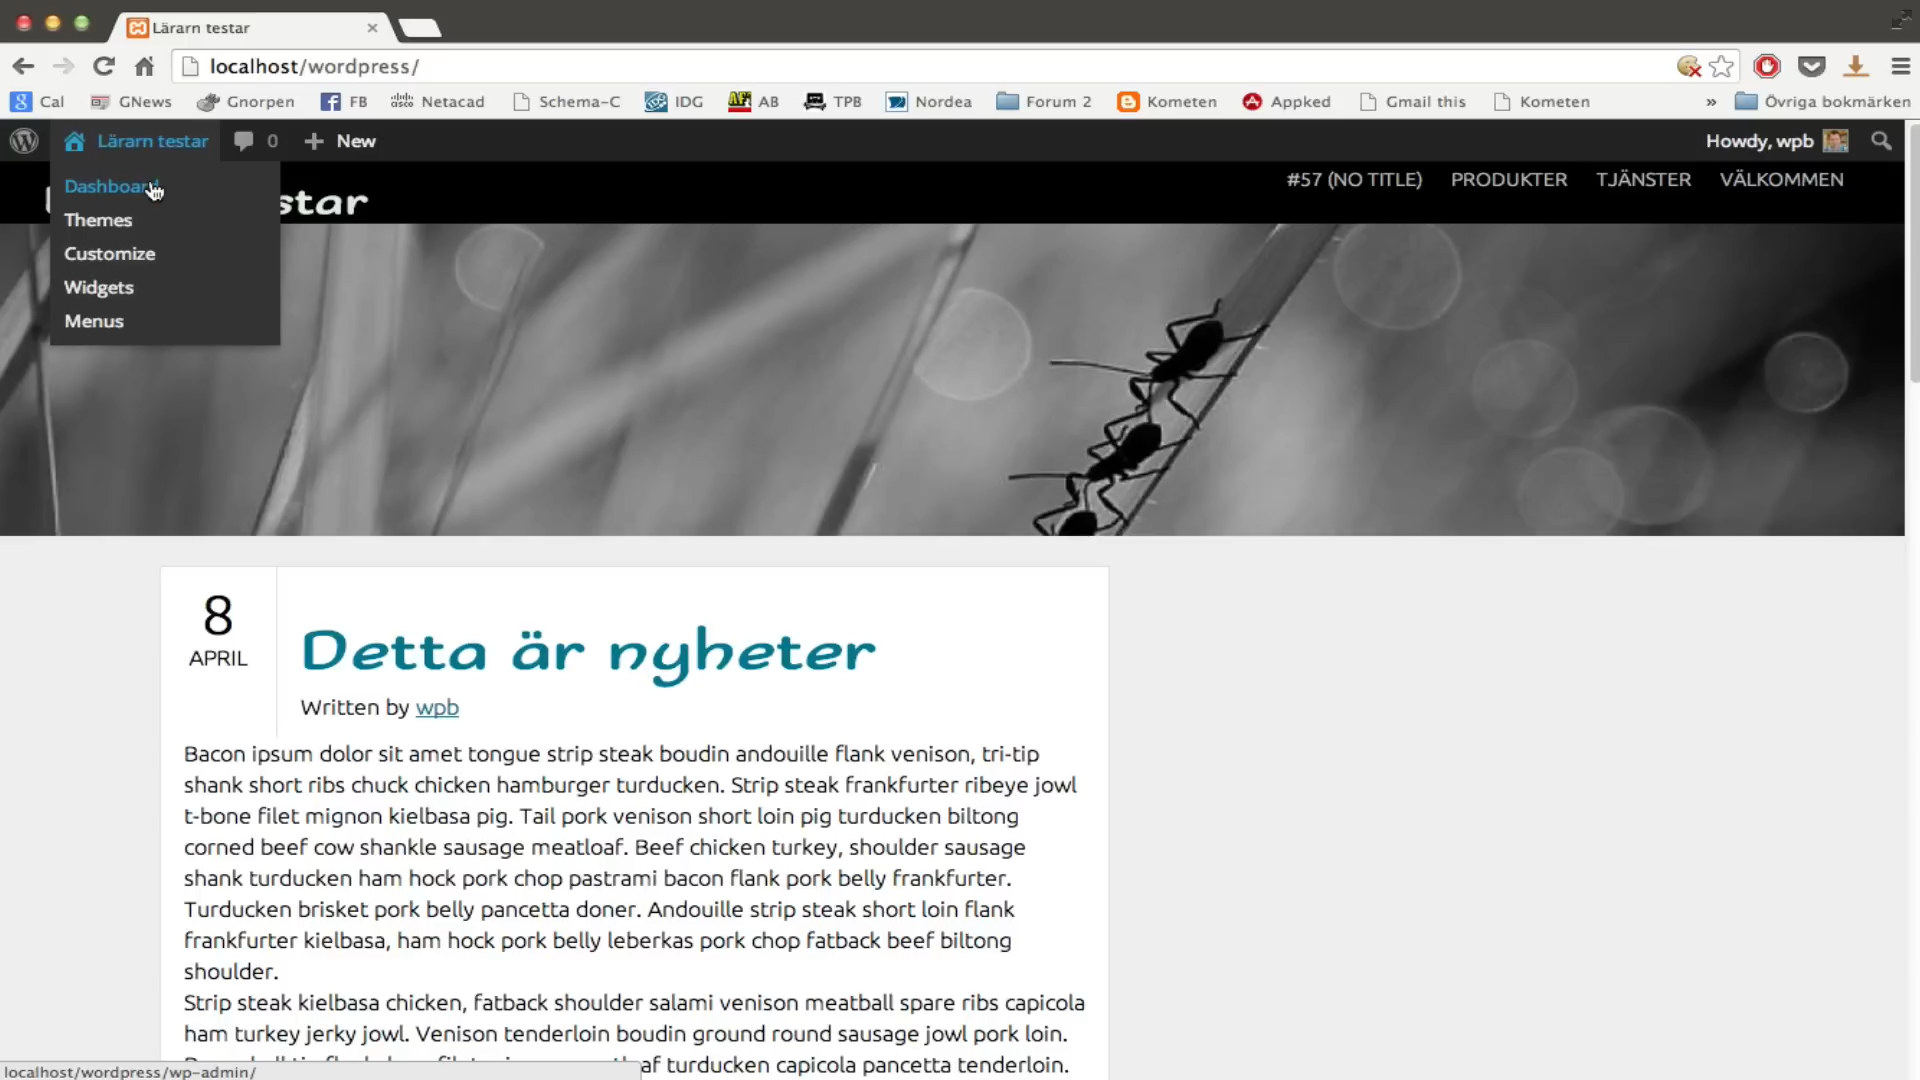 Lärarn testar
localhost/wordpress/
Cal GNews Gnorpen FB Netacad Schema-C IDG AB TPB Nordea Forum 2 Kometen Appked Gmail this Kometen » Övriga bokmärken
Lärarn testar 0 New Howdy, wpb
Dashboard
Themes
Customize
Widgets
Menus
star
#57 (NO TITLE) PRODUKTER TJÄNSTER VÄLKOMMEN
8
APRIL
Detta är nyheter
Written by wpb
Bacon ipsum dolor sit amet tongue strip steak boudin andouille flank venison, tri-tip
shank short ribs chuck chicken hamburger turducken. Strip steak frankfurter ribeye jowl
t-bone filet mignon kielbasa pig. Tail pork venison short loin pig turducken biltong
corned beef cow shankle sausage meatloaf. Beef chicken turkey, shoulder sausage
shank turducken ham hock pork chop pastrami bacon flank pork belly frankfurter.
Turducken brisket pork belly pancetta doner. Andouille strip steak short loin flank
frankfurter kielbasa, ham hock pork belly leberkas pork chop fatback beef biltong
shoulder.
Strip steak kielbasa chicken, fatback shoulder salami venison meatball spare ribs capicola
ham turkey jerky jowl. Venison tenderloin boudin ground round sausage jowl pork loin.
turducken capicola pancetta tenderloin.
localhost/wordpress/wp-admin/